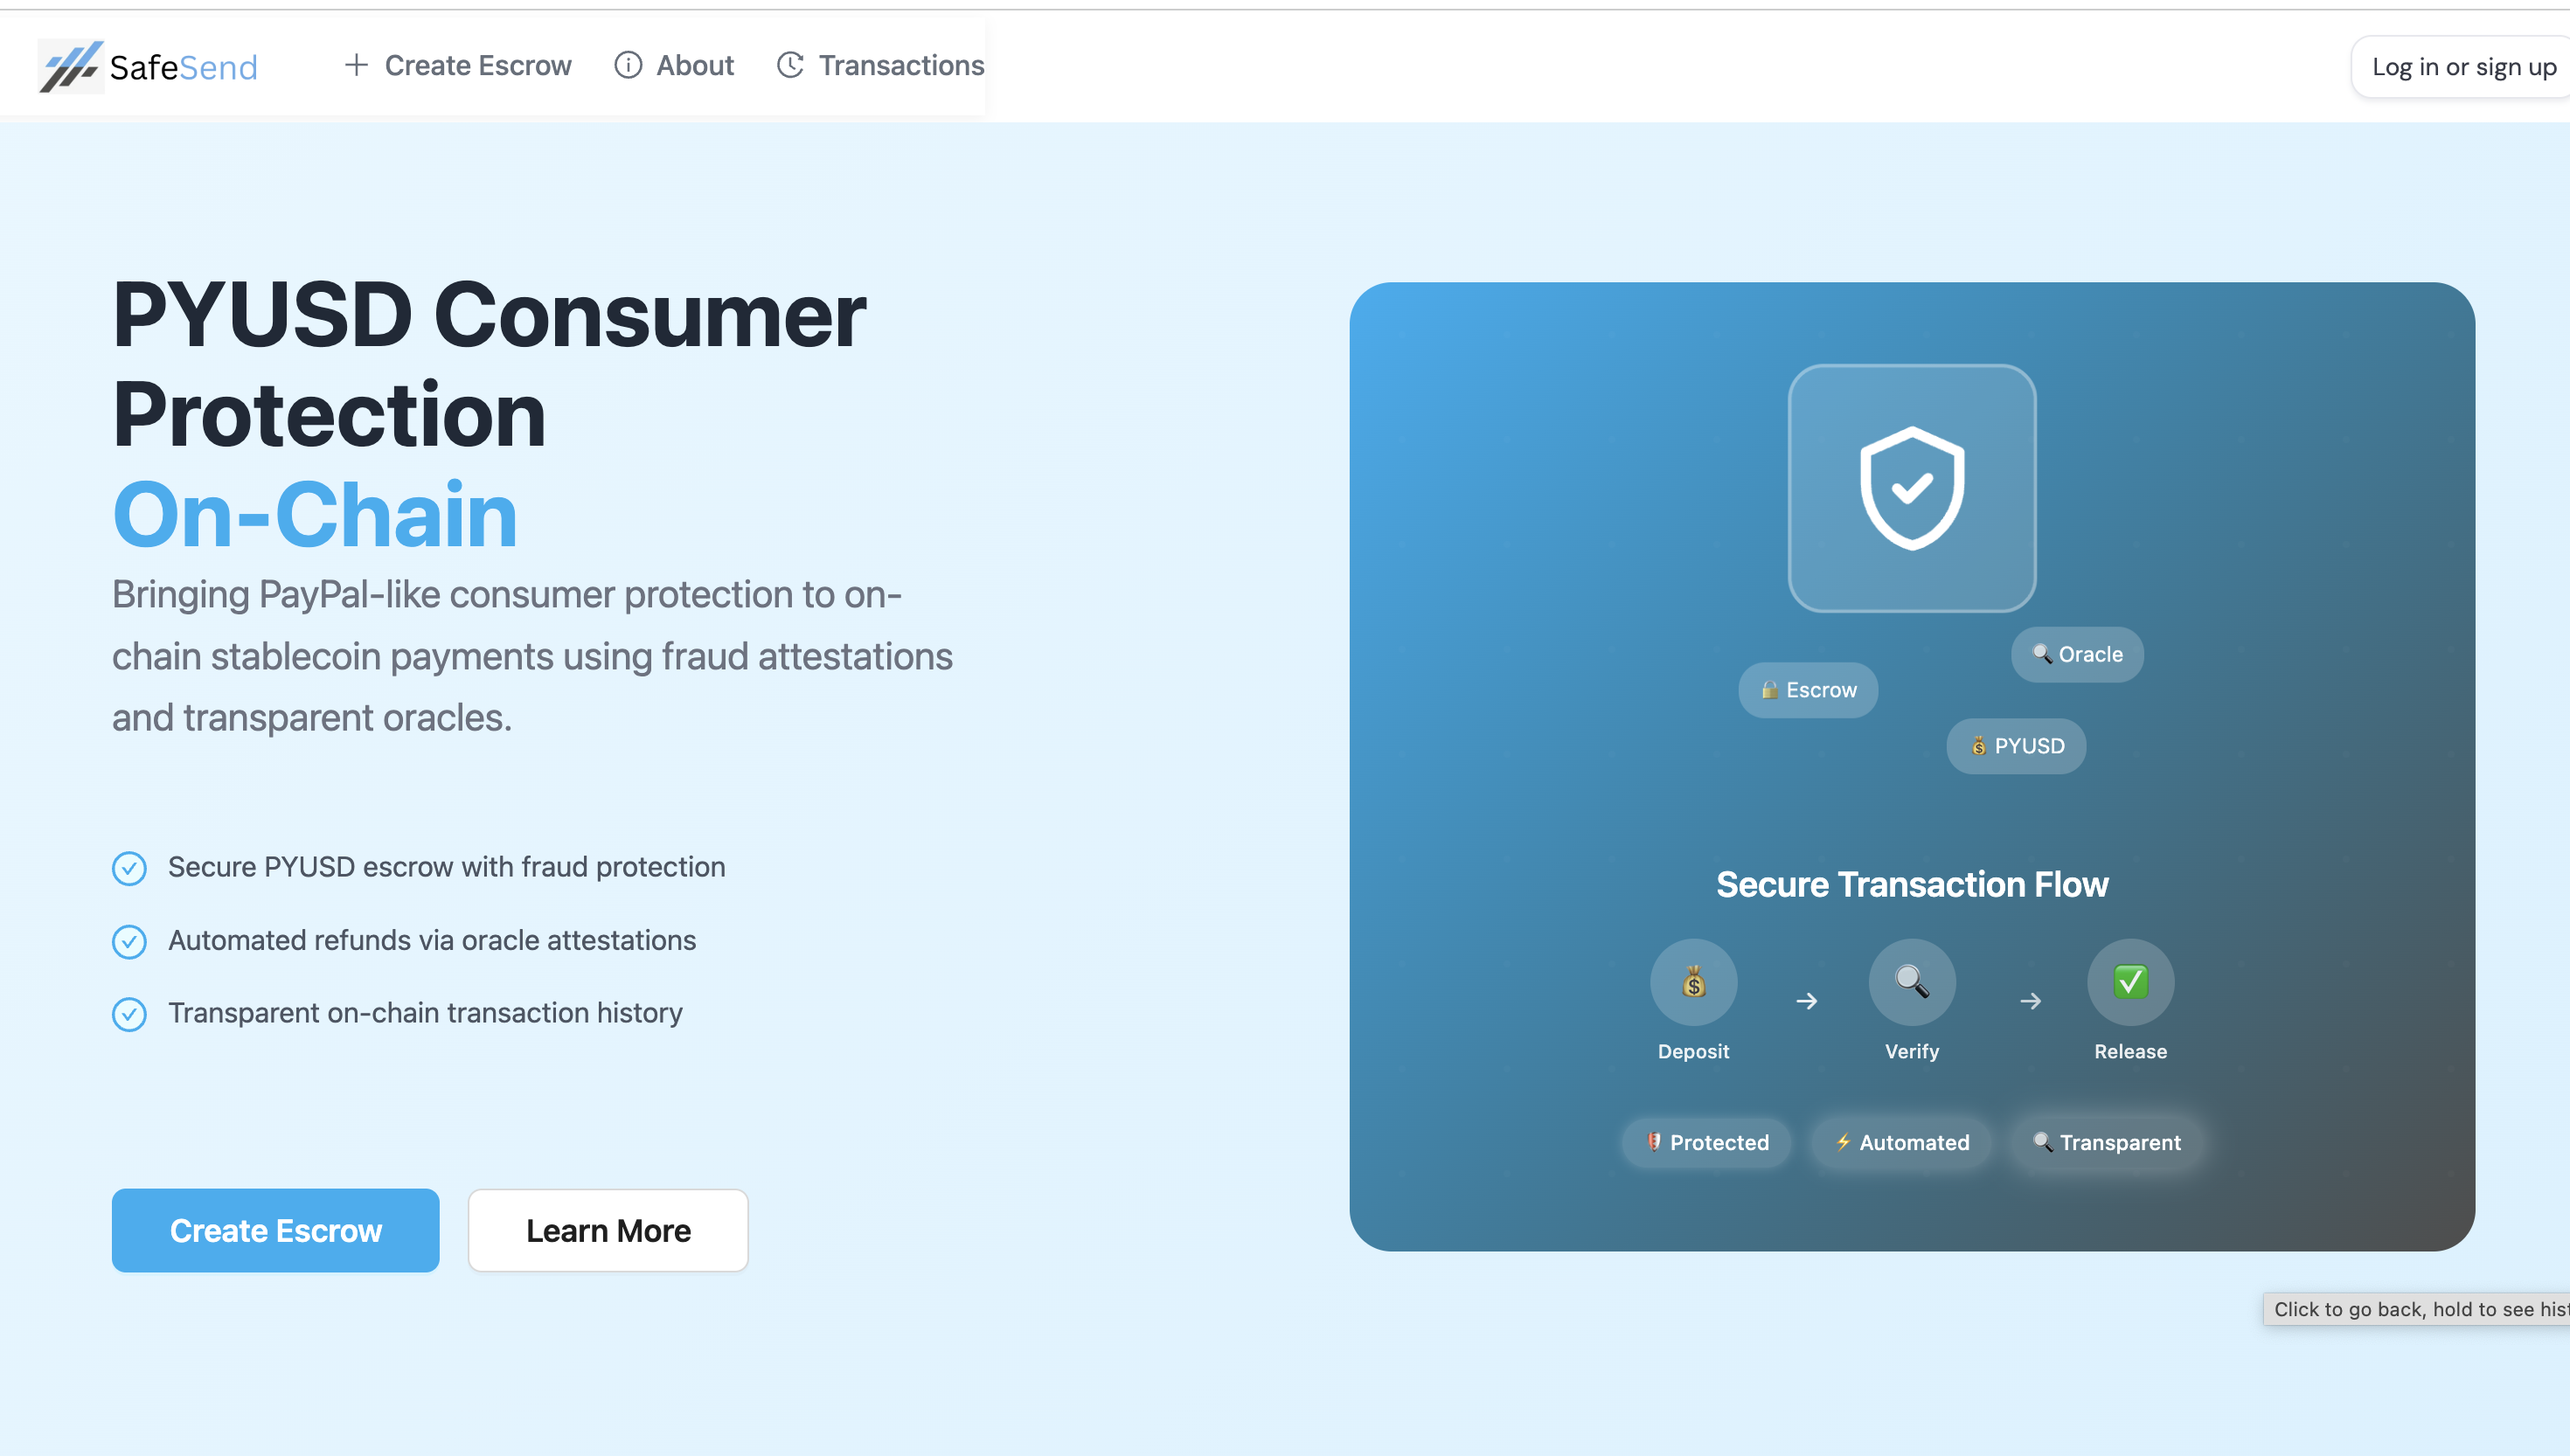 SafeSend
Create Escrow
About
Transactions
Log in or sign up
PYUSD Consumer
Protection
On-Chain
Bringing PayPal-like consumer protection to on-
chain stablecoin payments using fraud attestations
and transparent oracles.
Secure PYUSD escrow with fraud protection
Automated refunds via oracle attestations
Transparent on-chain transaction history
Create Escrow
Learn More
Oracle
Escrow
PYUSD
Secure Transaction Flow
Deposit
Verify
Release
Protected
Automated
Transparent
Click to go back, hold to see